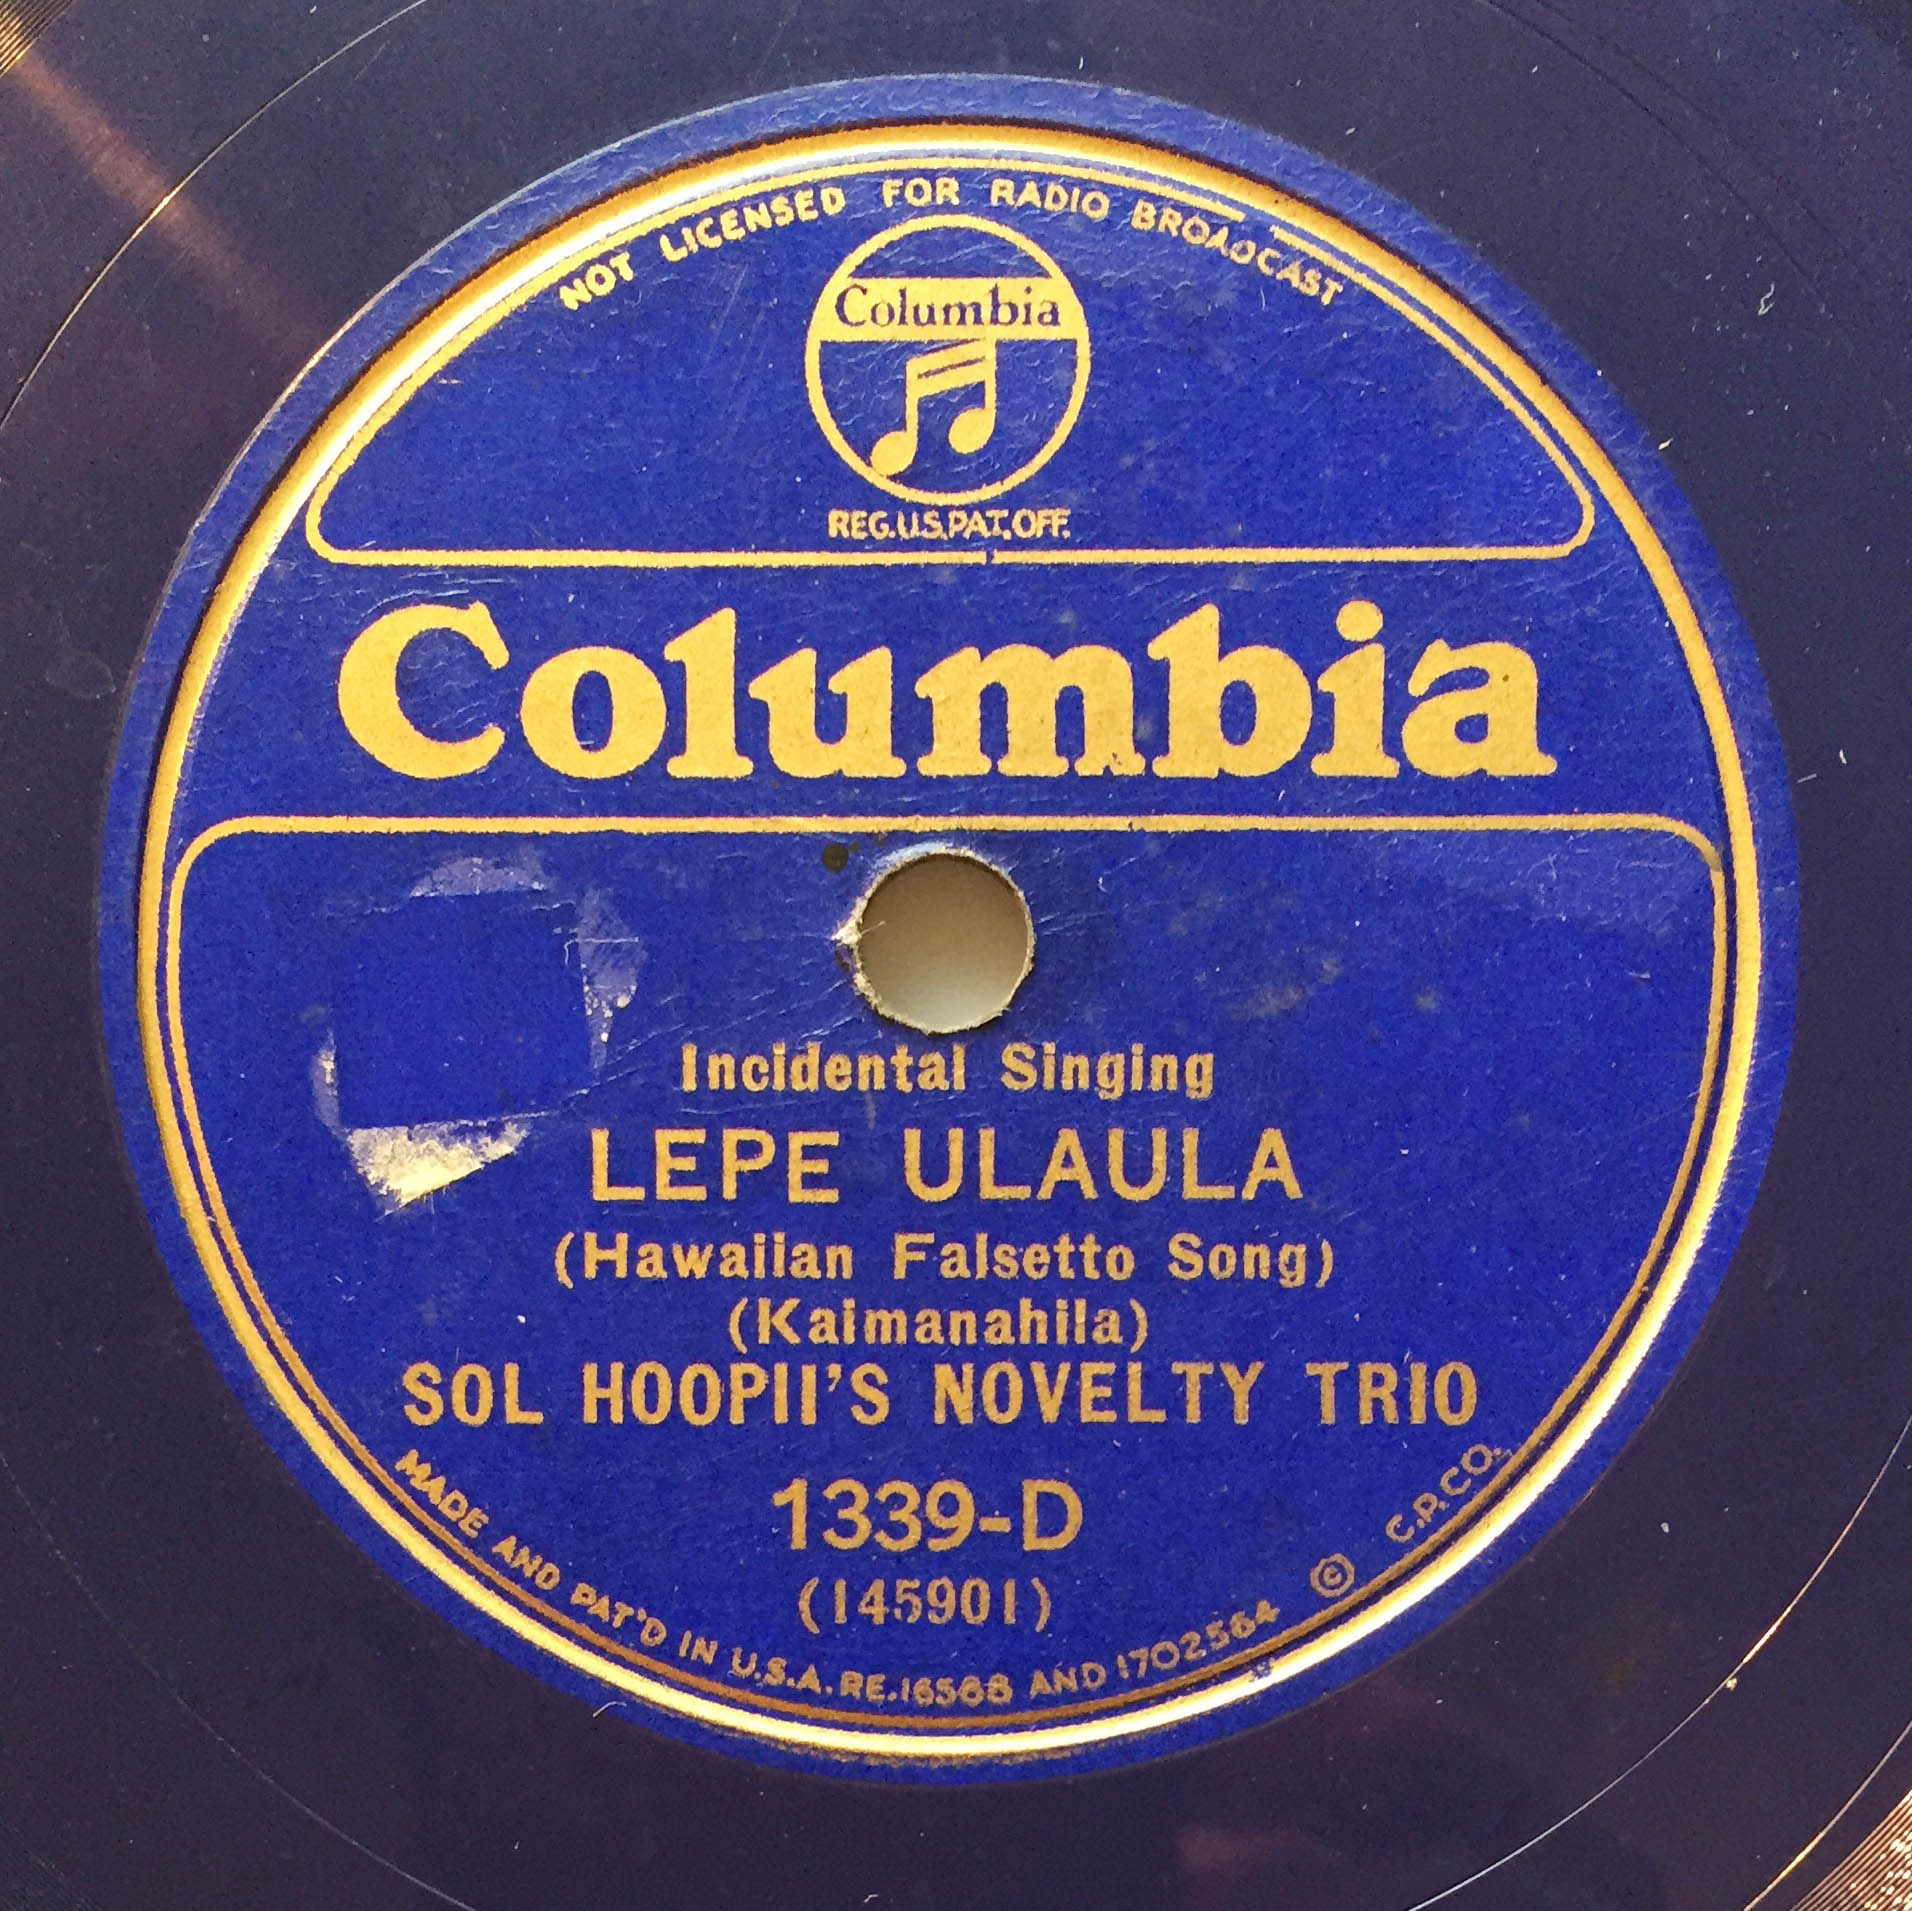 NOT LICENSED FOR RADIO BROADCAST
Columbia
REG.U.S.PAT.OFF.
Columbia
Incidental Singing
LEPE ULAULA
(Hawaiian Falsetto Song)
(Kaimanahila)
SOL HOOPII'S NOVELTY TRIO
1339-D
(145901)
MADE AND PAT'D IN U.S.A. RE.16588 AND 1702564 © C.P.CO.